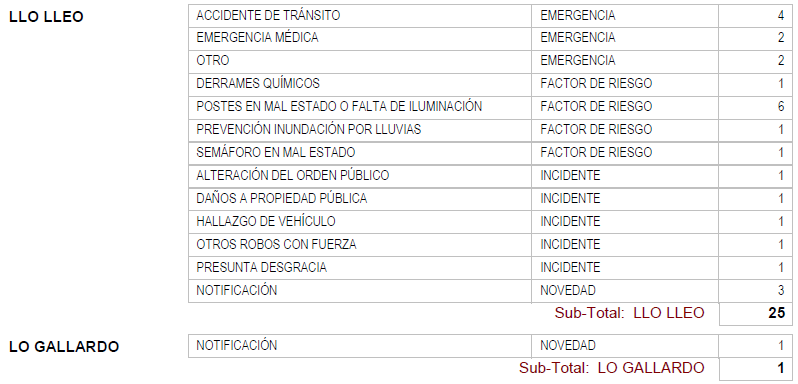 LLO LLEO ACCIDENTE DE TRÁNSITO EMERGENCIA 4
EMERGENCIA MÉDICA EMERGENCIA 2
OTRO EMERGENCIA 2
DERRAMES QUÍMICOS FACTOR DE RIESGO 1
POSTES EN MAL ESTADO O FALTA DE ILUMINACIÓN FACTOR DE RIESGO 6
PREVENCIÓN INUNDACIÓN POR LLUVIAS FACTOR DE RIESGO 1
SEMÁFORO EN MAL ESTADO FACTOR DE RIESGO 1
ALTERACIÓN DEL ORDEN PÚBLICO INCIDENTE 1
DAÑOS A PROPIEDAD PÚBLICA INCIDENTE 1
HALLAZGO DE VEHÍCULO INCIDENTE 1
OTROS ROBOS CON FUERZA INCIDENTE 1
PRESUNTA DESGRACIA INCIDENTE 1
NOTIFICACIÓN NOVEDAD 3
Sub-Total: LLO LLEO 25
LO GALLARDO NOTIFICACIÓN NOVEDAD 1
Sub-Total: LO GALLARDO 1